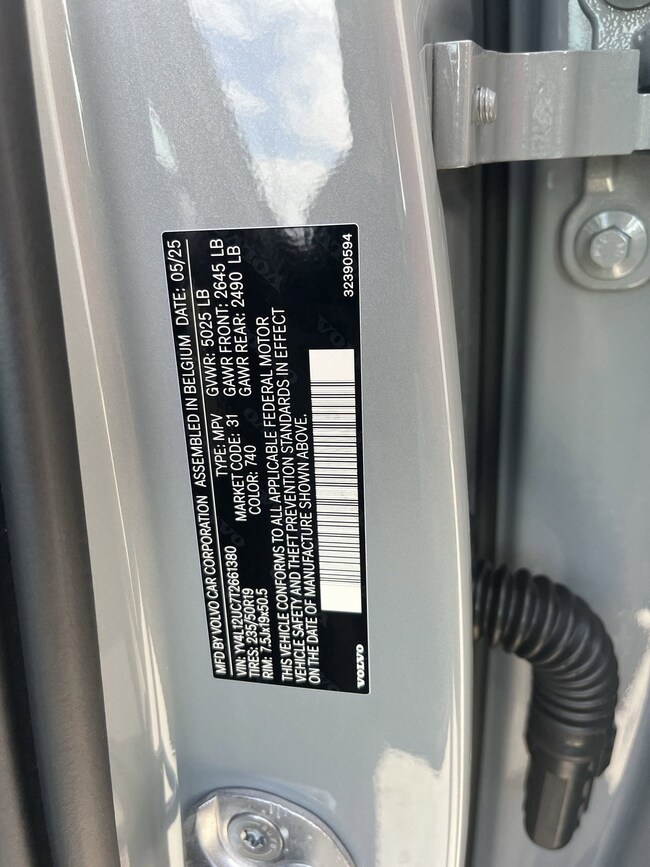 MFD BY VOLVO CAR CORPORATION ASSEMBLED IN BELGIUM DATE: 05/25
VIN: YV4L12UC7T2661380 TYPE: MPV GVWR: 5025 LB
TIRES: 235/50R19 MARKET CODE: 31 GAWR FRONT: 2645 LB
RIM: 7.5Jx19x50.5 COLOR: 740 GAWR REAR: 2490 LB
THIS VEHICLE CONFORMS TO ALL APPLICABLE FEDERAL MOTOR
VEHICLE SAFETY AND THEFT PREVENTION STANDARDS IN EFFECT
ON THE DATE OF MANUFACTURE SHOWN ABOVE.
VOLVO 32390594